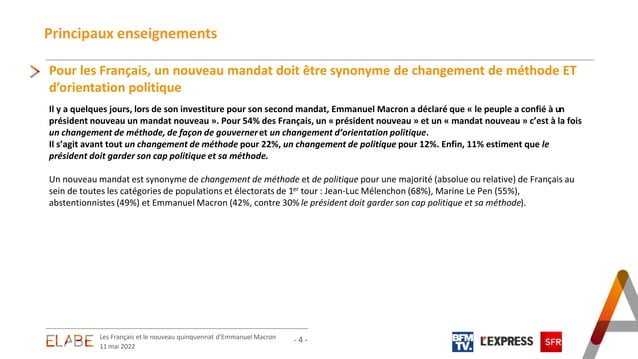 Principaux enseignements
Pour les Français, un nouveau mandat doit être synonyme de changement de méthode ET
d'orientation politique
Il y a quelques jours, lors de son investiture pour son second mandat, Emmanuel Macron a déclaré que « le peuple a confié à un
président nouveau un mandat nouveau ». Pour 54% des Français, un « président nouveau » et un « mandat nouveau » c'est à la fois
un changement de méthode, de façon de gouverner et un changement d'orientation politique.
Il s'agit avant tout un changement de méthode pour 22%, un changement de politique pour 12%. Enfin, 11% estiment que le
président doit garder son cap politique et sa méthode.
Un nouveau mandat est synonyme de changement de méthode et de politique pour une majorité (absolue ou relative) de Français au
sein de toutes les catégories de populations et électorats de 1er tour : Jean-Luc Mélenchon (68%), Marine Le Pen (55%),
abstentionnistes (49%) et Emmanuel Macron (42%, contre 30% le président doit garder son cap politique et sa méthode).
ELABE
Les Français et le nouveau quinquennat d'Emmanuel Macron
11 mai 2022
- 4 -
BFM
TV.
L'EXPRESS
SFR